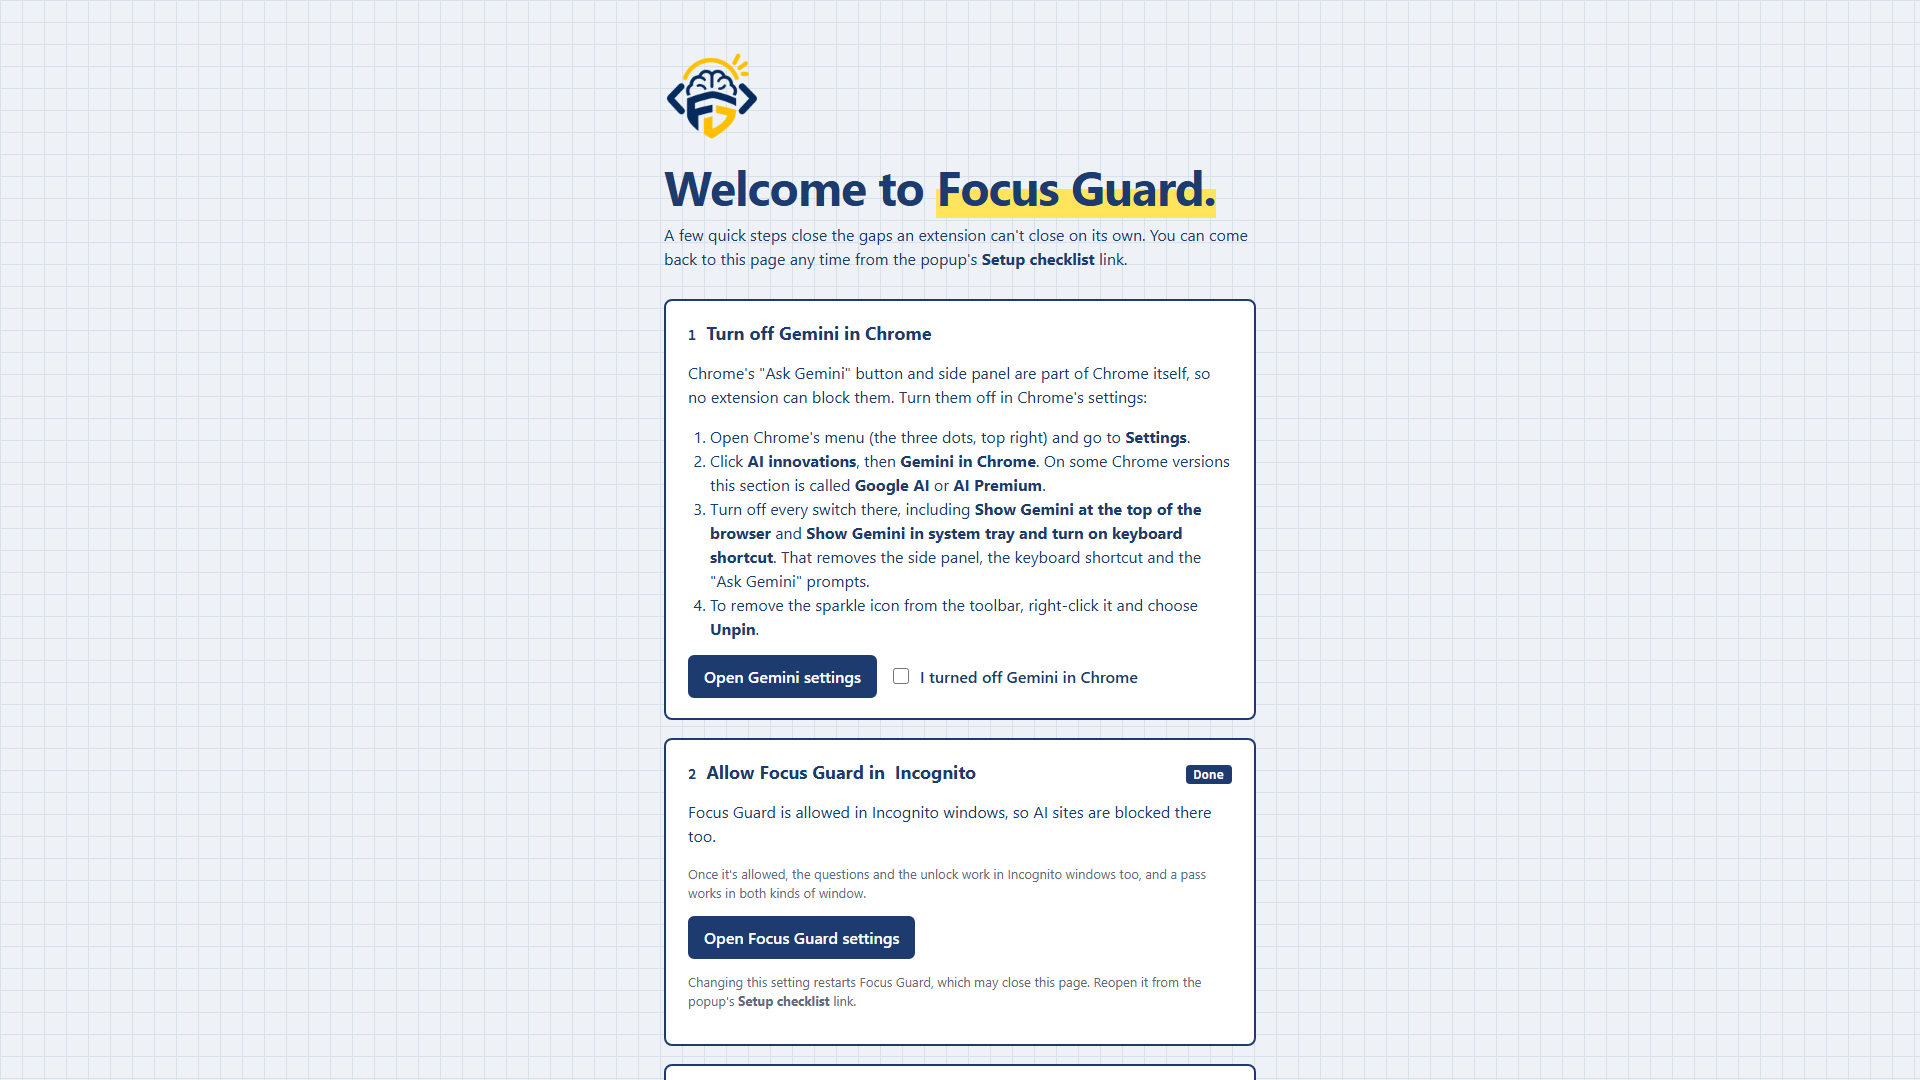 Welcome to Focus Guard.
A few quick steps close the gaps an extension can't close on its own. You can come
back to this page any time from the popup's Setup checklist link.
1 Turn off Gemini in Chrome
Chrome's "Ask Gemini" button and side panel are part of Chrome itself, so
no extension can block them. Turn them off in Chrome's settings:
1. Open Chrome's menu (the three dots, top right) and go to Settings.
2. Click AI innovations, then Gemini in Chrome. On some Chrome versions
this section is called Google AI or AI Premium.
3. Turn off every switch there, including Show Gemini at the top of the
browser and Show Gemini in system tray and turn on keyboard
shortcut. That removes the side panel, the keyboard shortcut and the
"Ask Gemini" prompts.
4. To remove the sparkle icon from the toolbar, right-click it and choose
Unpin.
Open Gemini settings I turned off Gemini in Chrome
2 Allow Focus Guard in Incognito Done
Focus Guard is allowed in Incognito windows, so AI sites are blocked there
too.
Once it's allowed, the questions and the unlock work in Incognito windows too, and a pass
works in both kinds of window.
Open Focus Guard settings
Changing this setting restarts Focus Guard, which may close this page. Reopen it from the
popup's Setup checklist link.